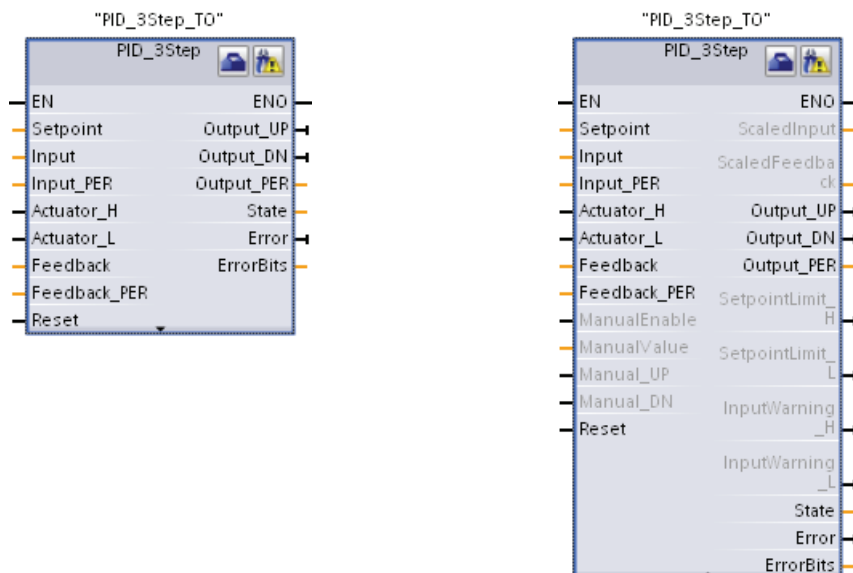 "PID_3Step_TO"
PID_3Step
EN
ENO
Setpoint
Output_UP
Input
Output_DN
Input_PER
Output_PER
Actuator_H
State
Actuator_L
Error
Feedback
ErrorBits
Feedback_PER
Reset
"PID_3Step_TO"
PID_3Step
EN
ENO
Setpoint
ScaledInput
Input
ScaledFeedba
ck
Input_PER
Actuator_H
Output_UP
Actuator_L
Output_DN
Feedback
Output_PER
Feedback_PER
SetpointLimit_
H
ManualEnable
ManualValue
SetpointLimit_
L
Manual_UP
Manual_DN
InputWarning
_H
Reset
InputWarning
_L
State
Error
ErrorBits